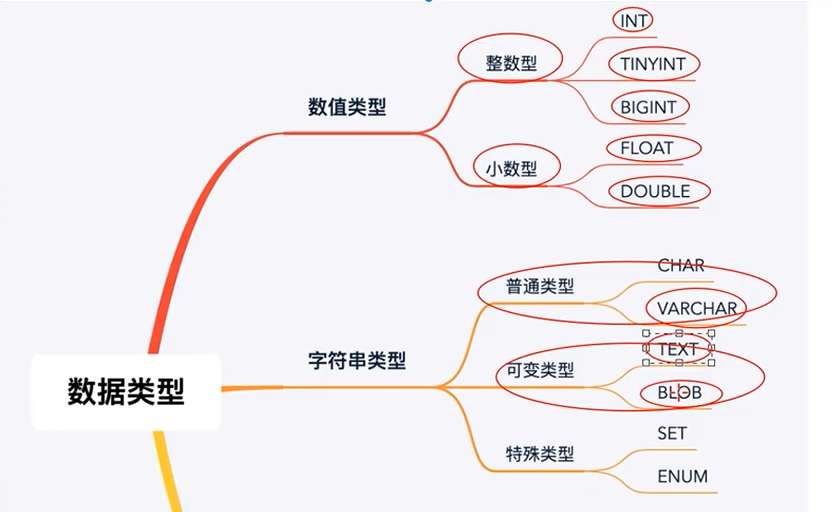 数据类型
数值类型
整数型
INT
TINYINT
BIGINT
小数型
FLOAT
DOUBLE
字符串类型
普通类型
CHAR
VARCHAR
可变类型
TEXT
BLOB
特殊类型
SET
ENUM